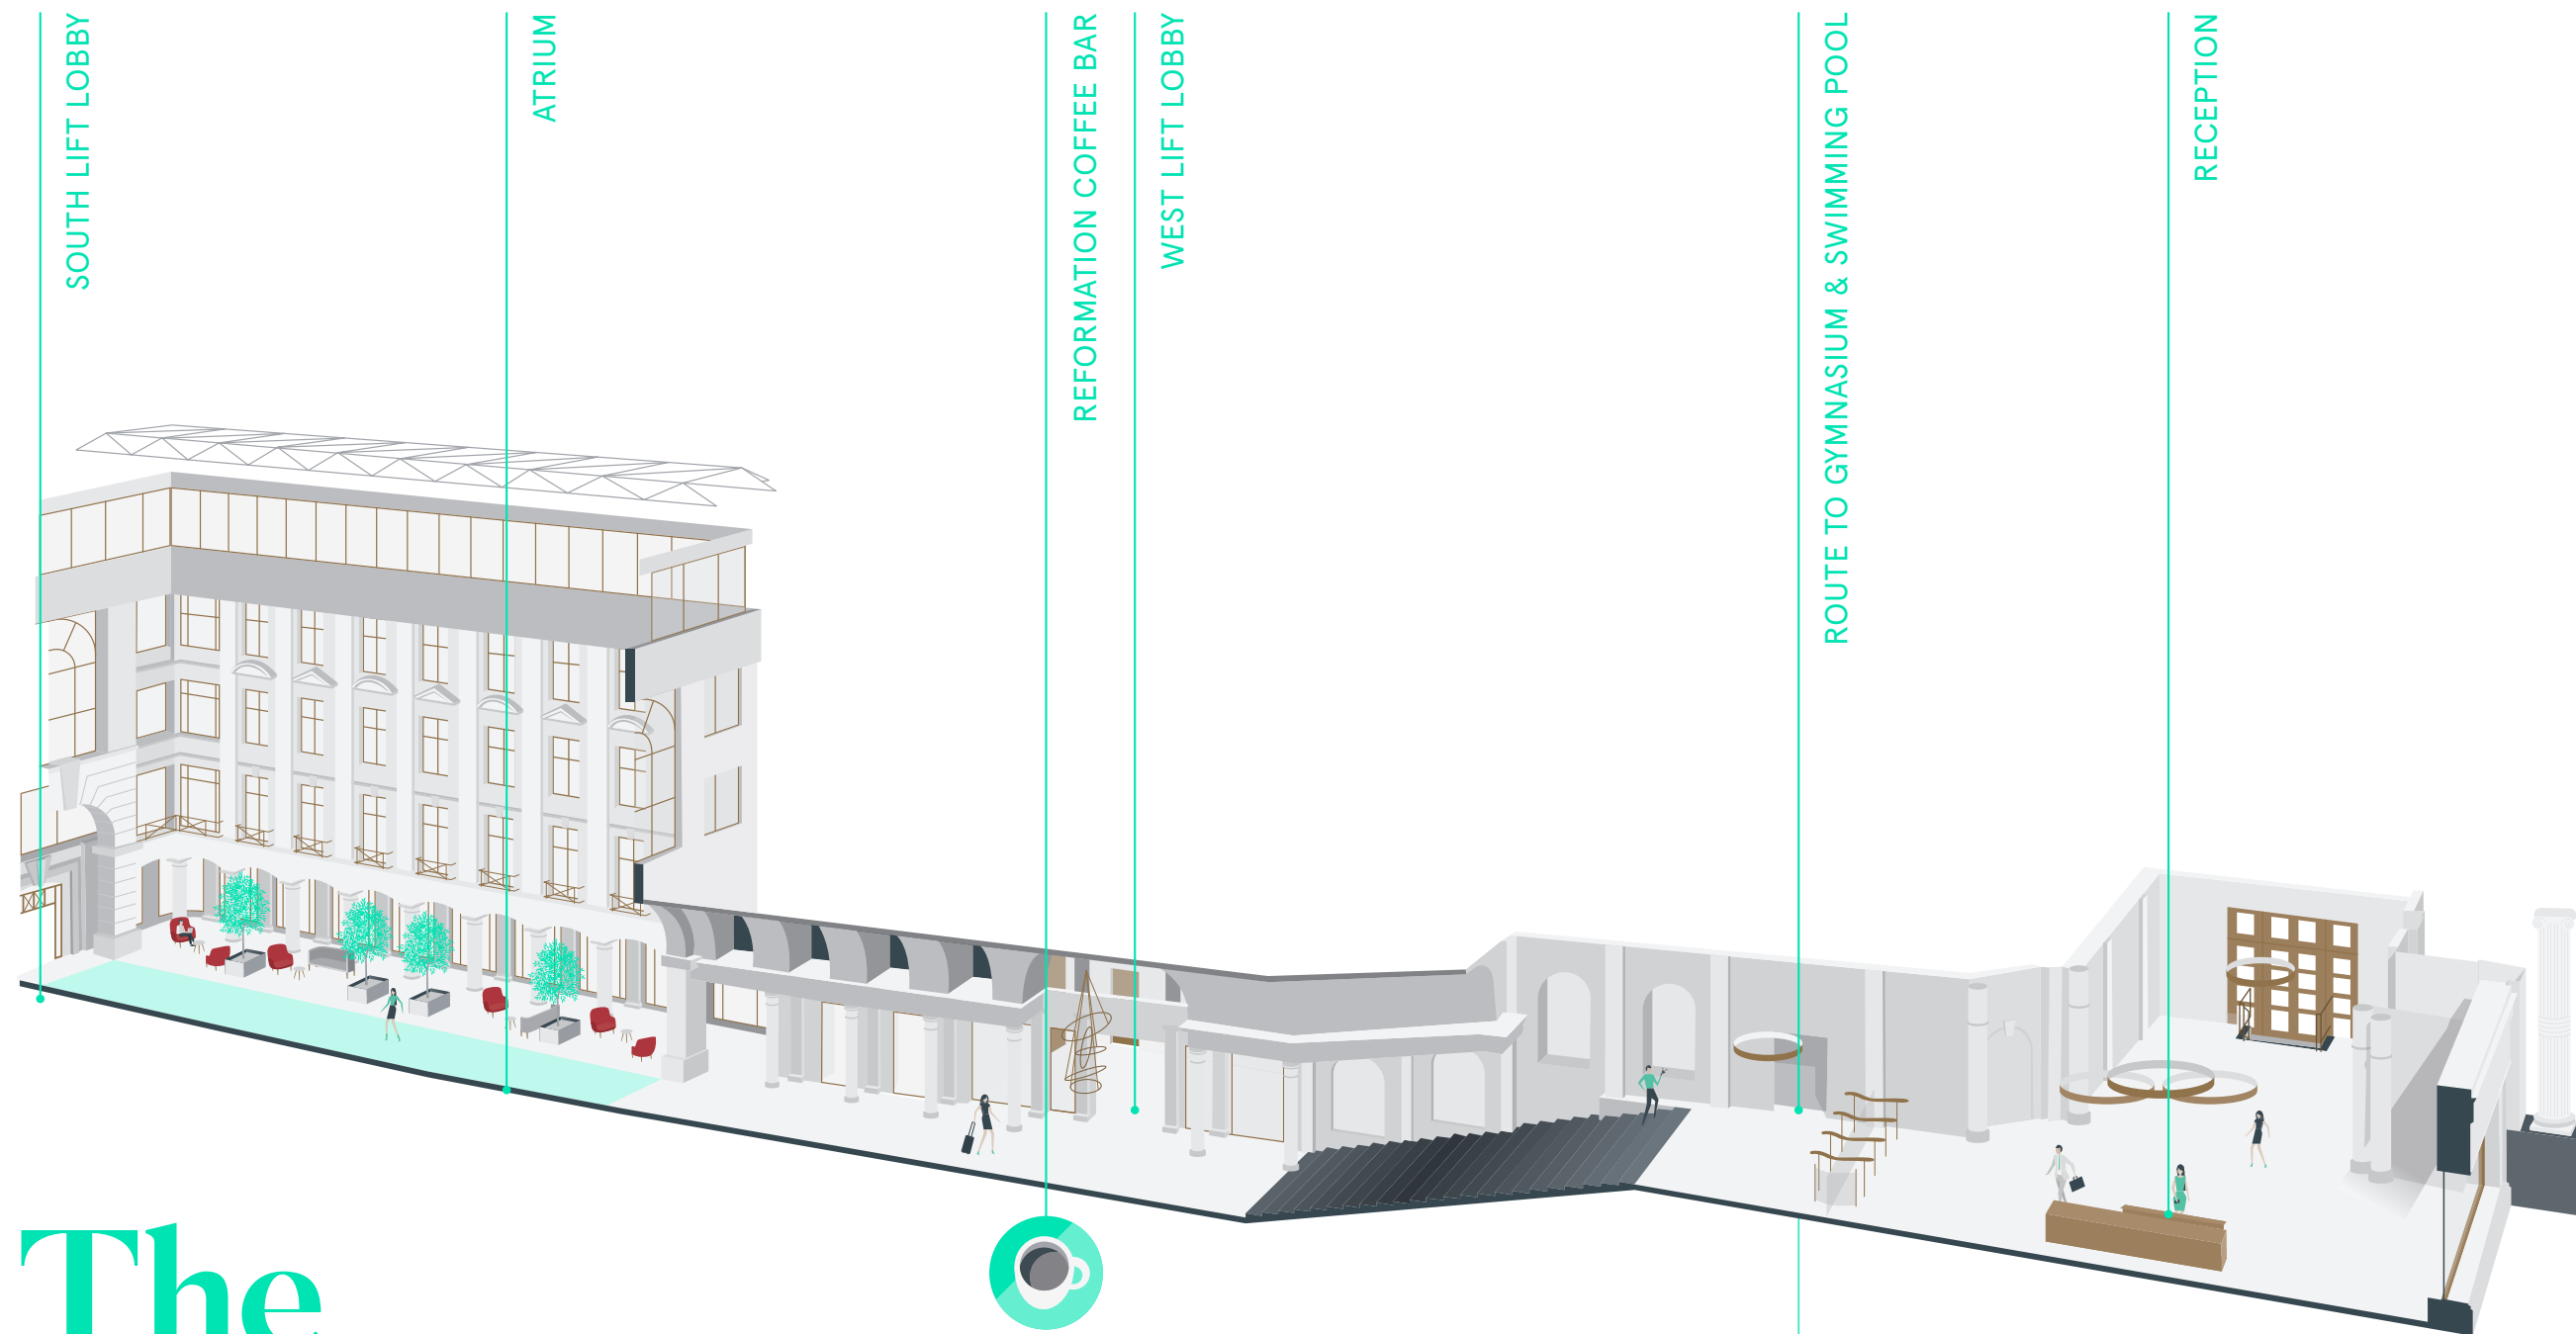 SOUTH LIFT LOBBY
ATRIUM
REFORMATION COFFEE BAR
WEST LIFT LOBBY
ROUTE TO GYMNASIUM & SWIMMING POOL
RECEPTION
The